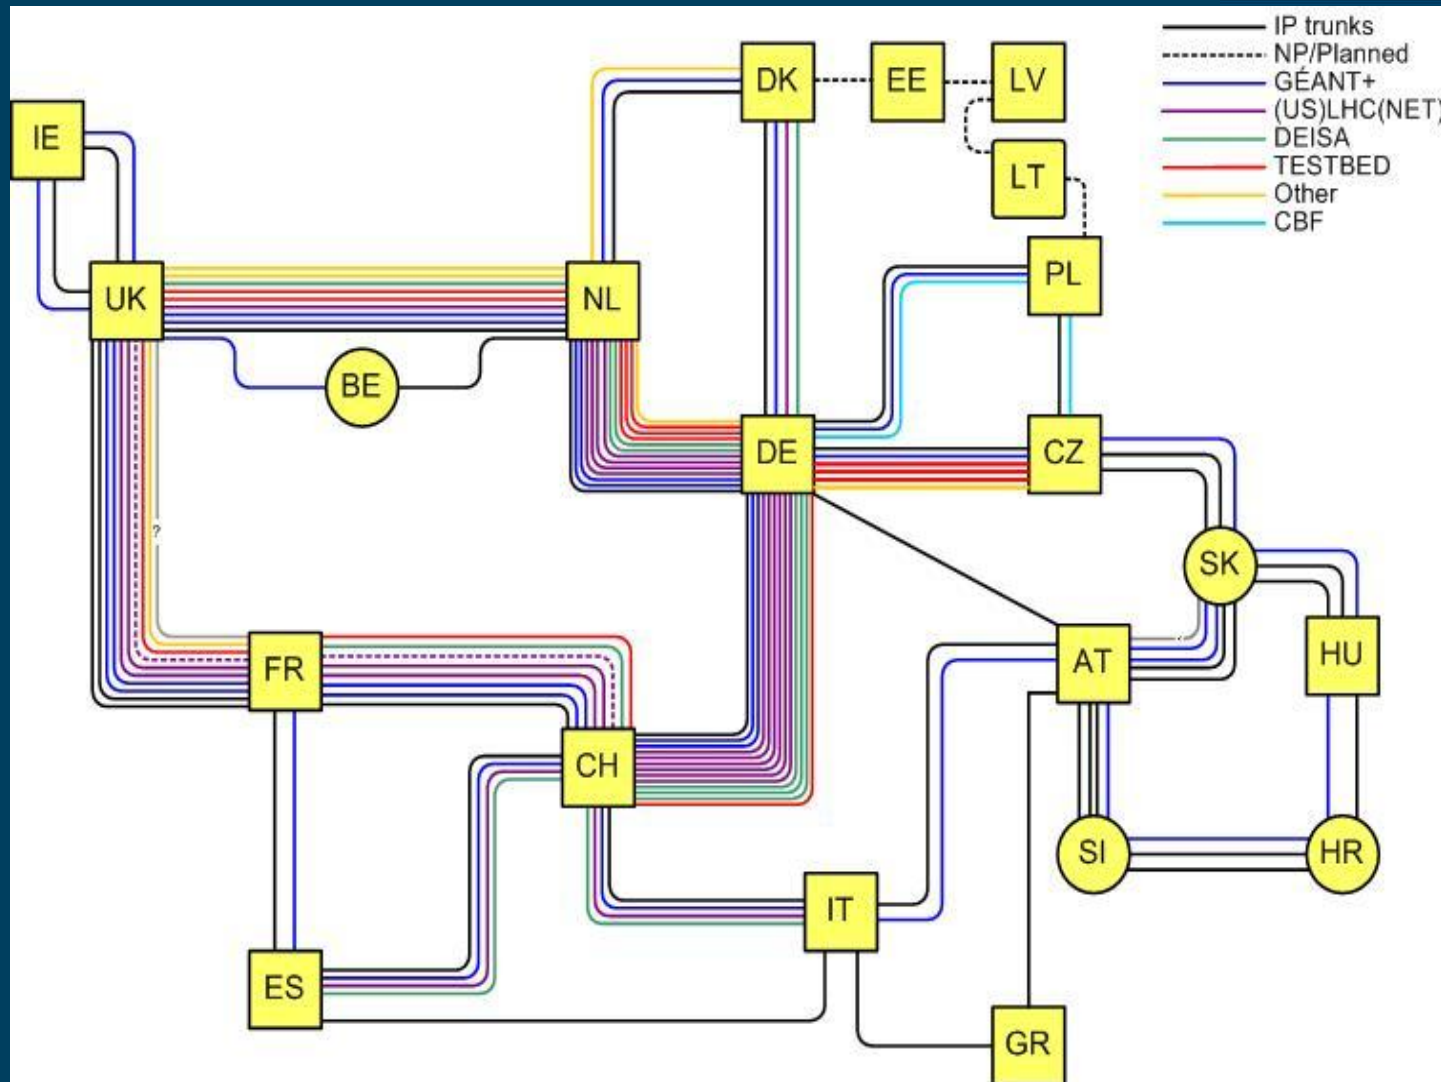 IP trunks
NP/Planned
GÉANT+
(US)LHC(NET)
DEISA
TESTBED
Other
CBF
DK
EE
LV
IE
LT
UK
NL
PL
BE
DE
CZ
?
SK
FR
AT
HU
CH
SI
HR
IT
ES
GR